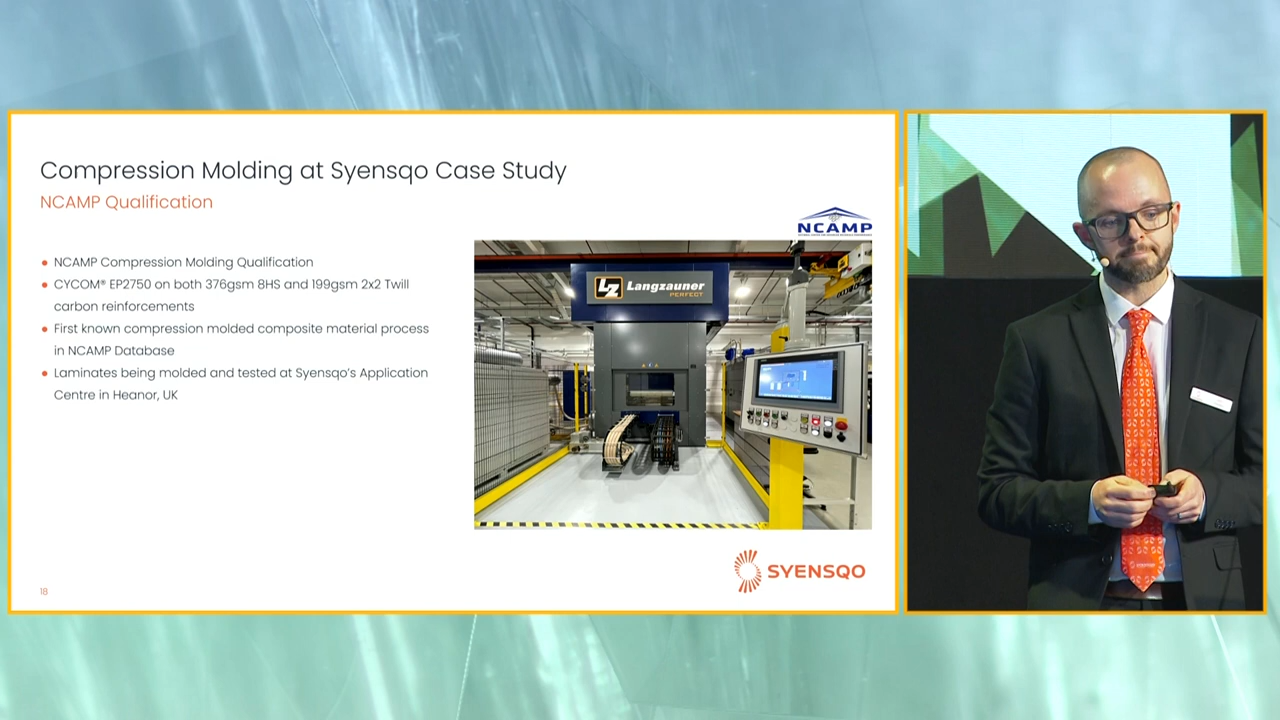 Compression Molding at Syensqo Case Study
NCAMP Qualification
NCAMP
• NCAMP Compression Molding Qualification
• CYCOM® EP2750 on both 376gsm 8HS and 199gsm 2x2 Twill
carbon reinforcements
• First known compression molded composite material process
in NCAMP Database
• Laminates being molded and tested at Syensqo's Application
Centre in Heanor, UK
LZ Langzauner
PERFECT
SYENSQO
18